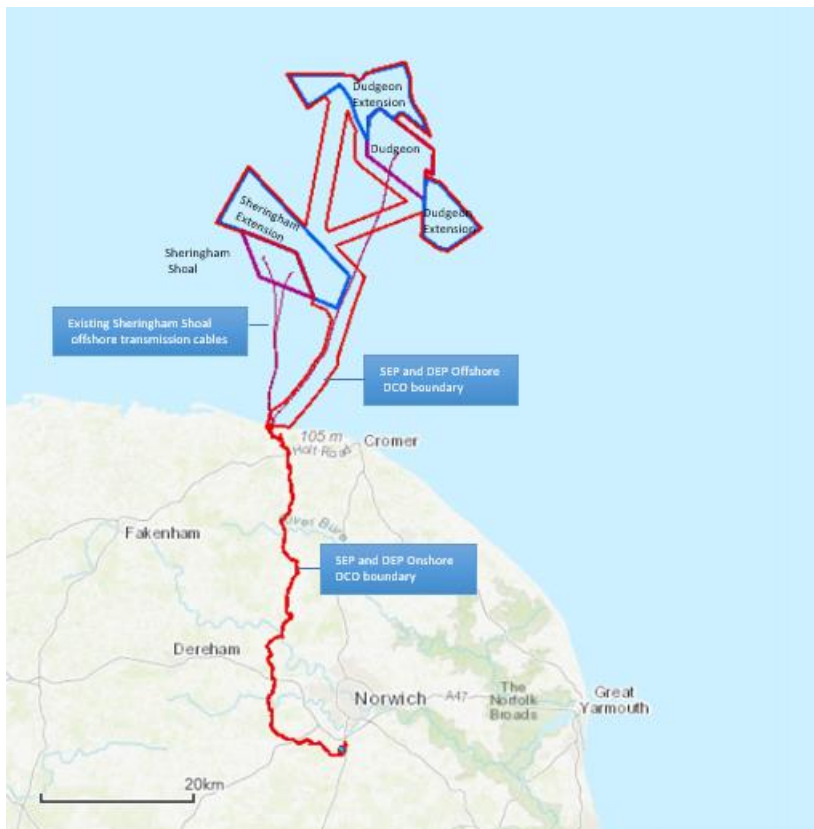 Dudgeon
Extension
Dudgeon
Sheringham
Extension
Dudgeon
Extension
Sheringham
Shoal
Existing Sheringham Shoal
offshore transmission cables
SEP and DEP Offshore
DCO boundary
105 m
Holt-Road
Cromer
Fakenham
SEP and DEP Onshore
DCO boundary
Dereham
Norwich
A47
The
Norfolk
Broads
Great
Yarmouth
20km